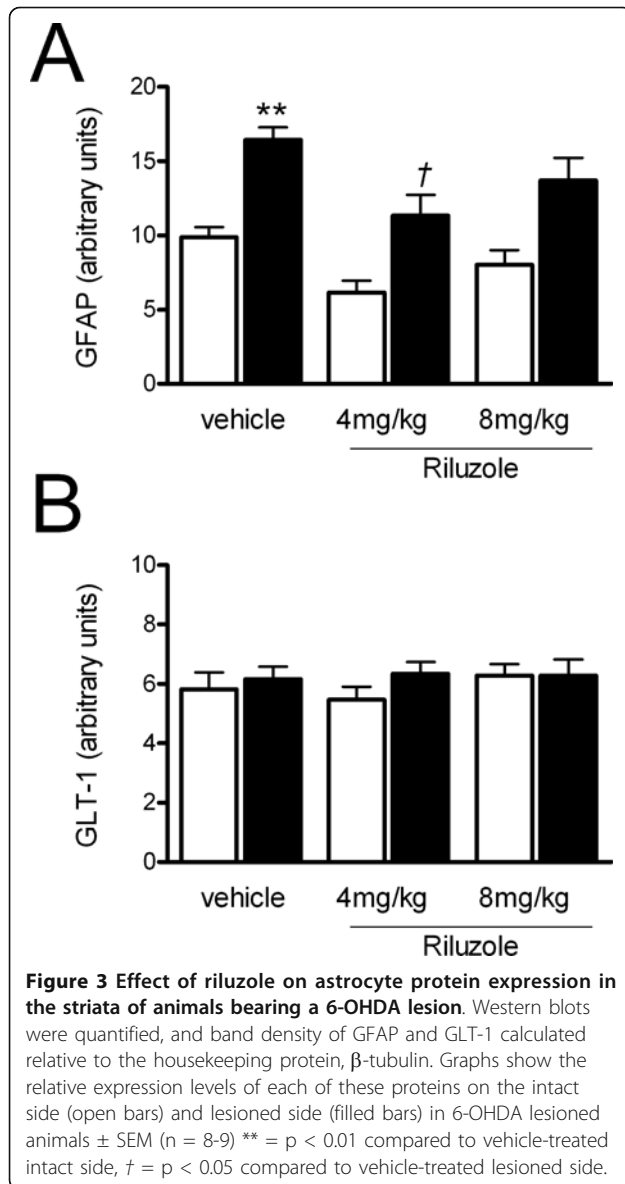 A
GFAP (arbitrary units)
20
15
10
5
0
**
†
vehicle 4mg/kg 8mg/kg
Riluzole
B
GLT-1 (arbitrary units)
10
8
6
4
2
0
vehicle 4mg/kg 8mg/kg
Riluzole
Figure 3 Effect of riluzole on astrocyte protein expression in
the striata of animals bearing a 6-OHDA lesion. Western blots
were quantified, and band density of GFAP and GLT-1 calculated
relative to the housekeeping protein, β-tubulin. Graphs show the
relative expression levels of each of these proteins on the intact
side (open bars) and lesioned side (filled bars) in 6-OHDA lesioned
animals ± SEM (n = 8-9) ** = p < 0.01 compared to vehicle-treated
intact side, † = p < 0.05 compared to vehicle-treated lesioned side.